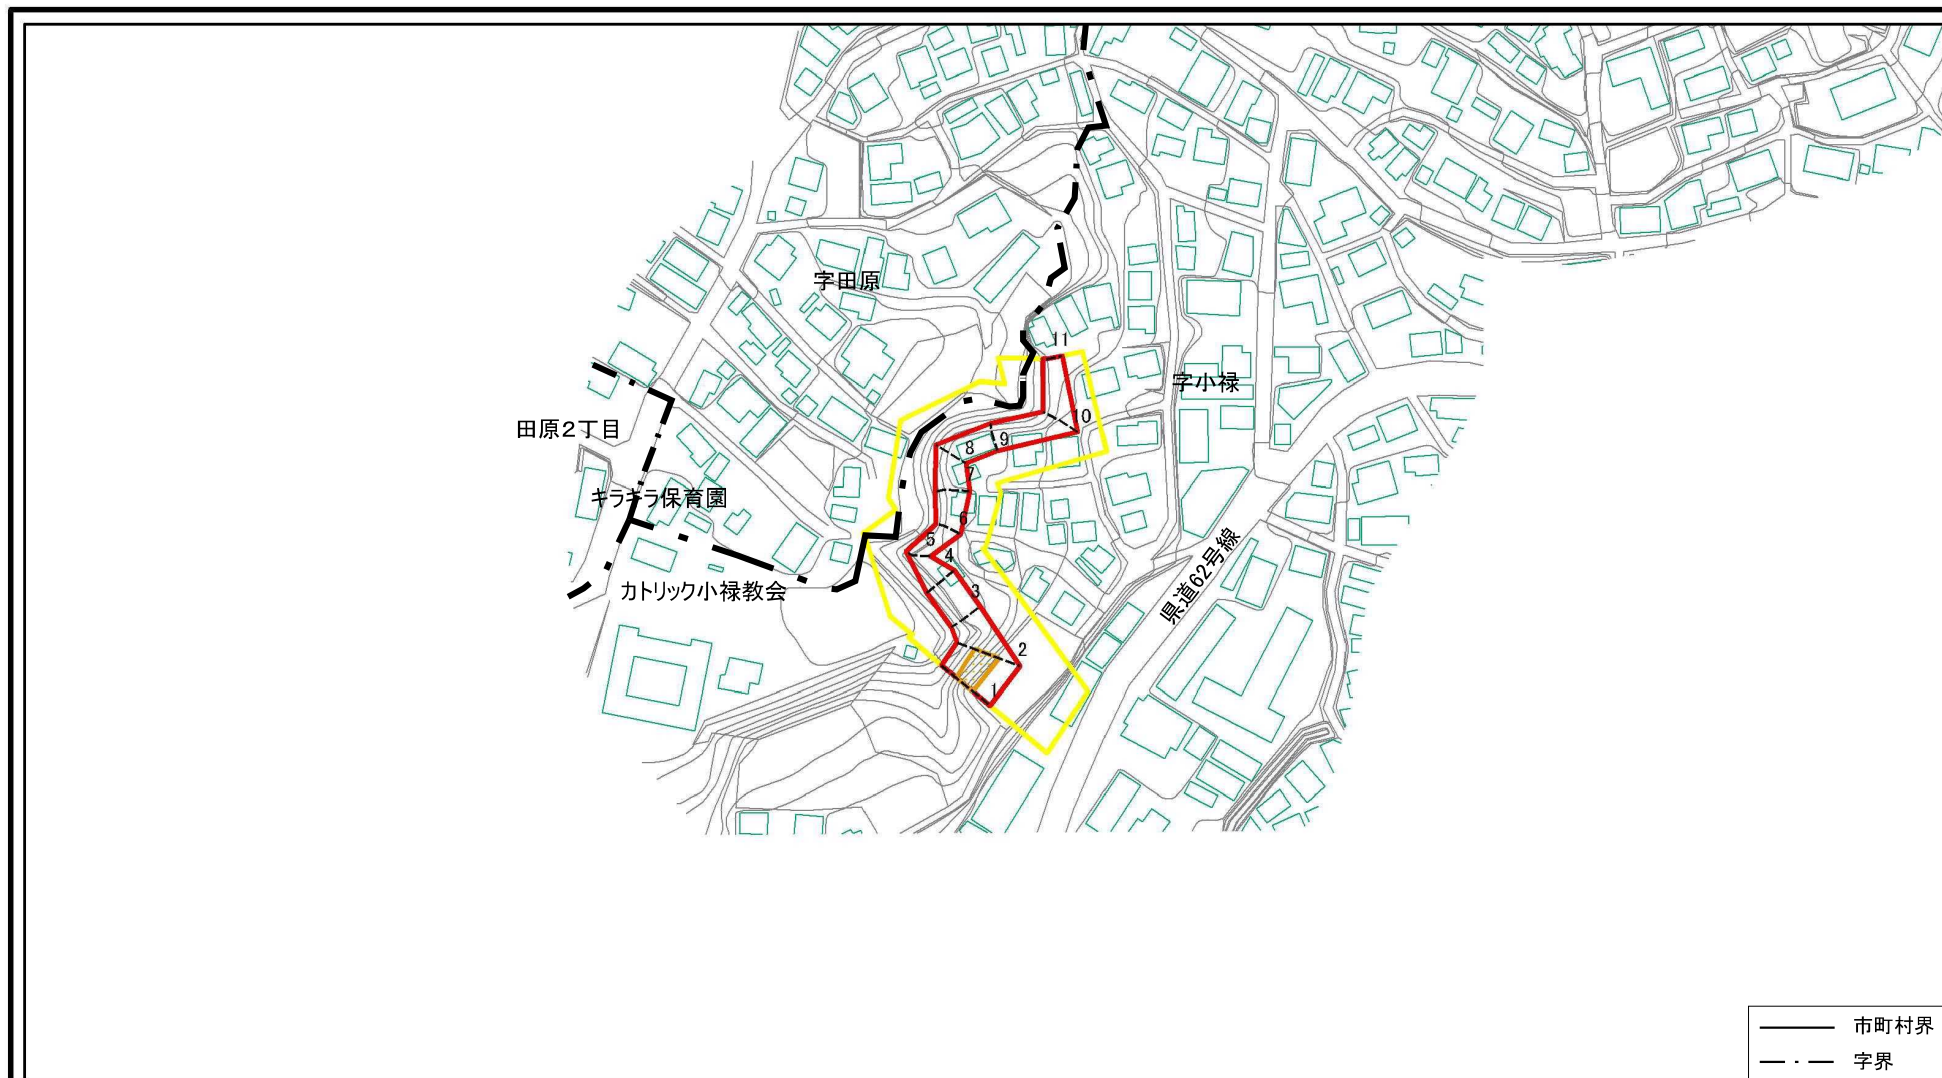 字田原
11
字小禄
10
田原2丁目
9
8
7
キラキラ保育園
6
5
県道62号線
4
カトリック小禄教会
3
2
1
市町村界
字界